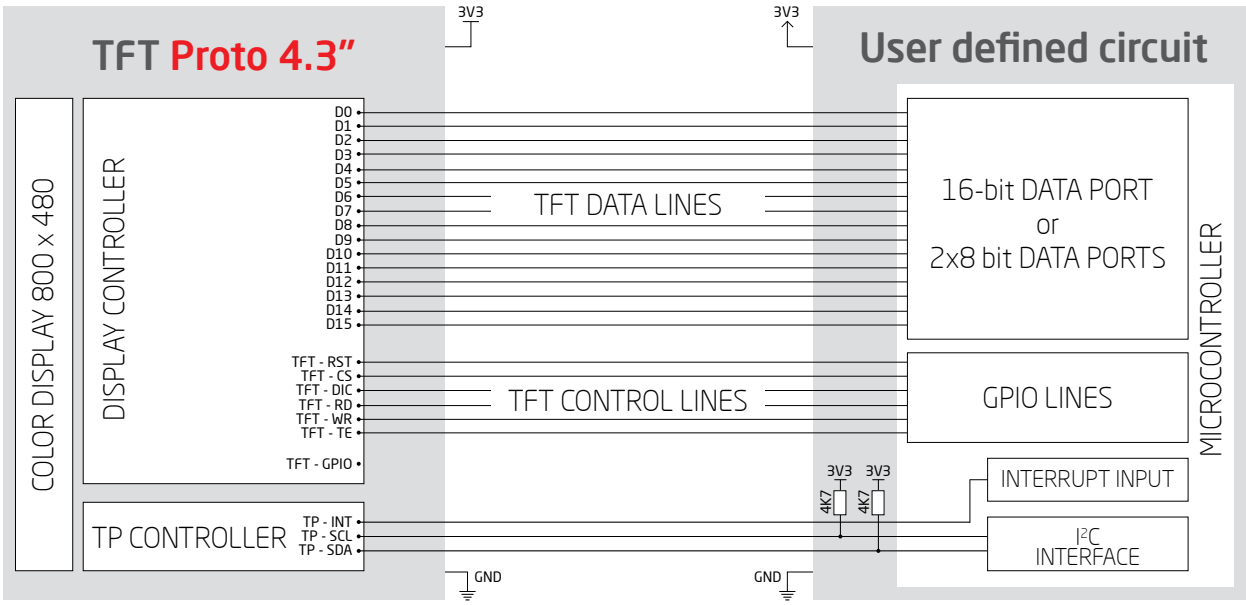 3V3
3V3
TFT Proto 4.3”
User defined circuit
COLOR DISPLAY 800 x 480
DISPLAY CONTROLLER
D0
D1
D2
D3
D4
D5
D6
D7
D8
D9
D10
D11
D12
D13
D14
D15
TFT DATA LINES
16-bit DATA PORT
or
2x8 bit DATA PORTS
MICROCONTROLLER
TFT - RST
TFT - CS
TFT - DIC
TFT - RD
TFT - WR
TFT - TE
TFT - GPIO
TFT CONTROL LINES
GPIO LINES
3V3
3V3
4K7
4K7
INTERRUPT INPUT
TP CONTROLLER
TP - INT
TP - SCL
TP - SDA
I²C
INTERFACE
GND
GND